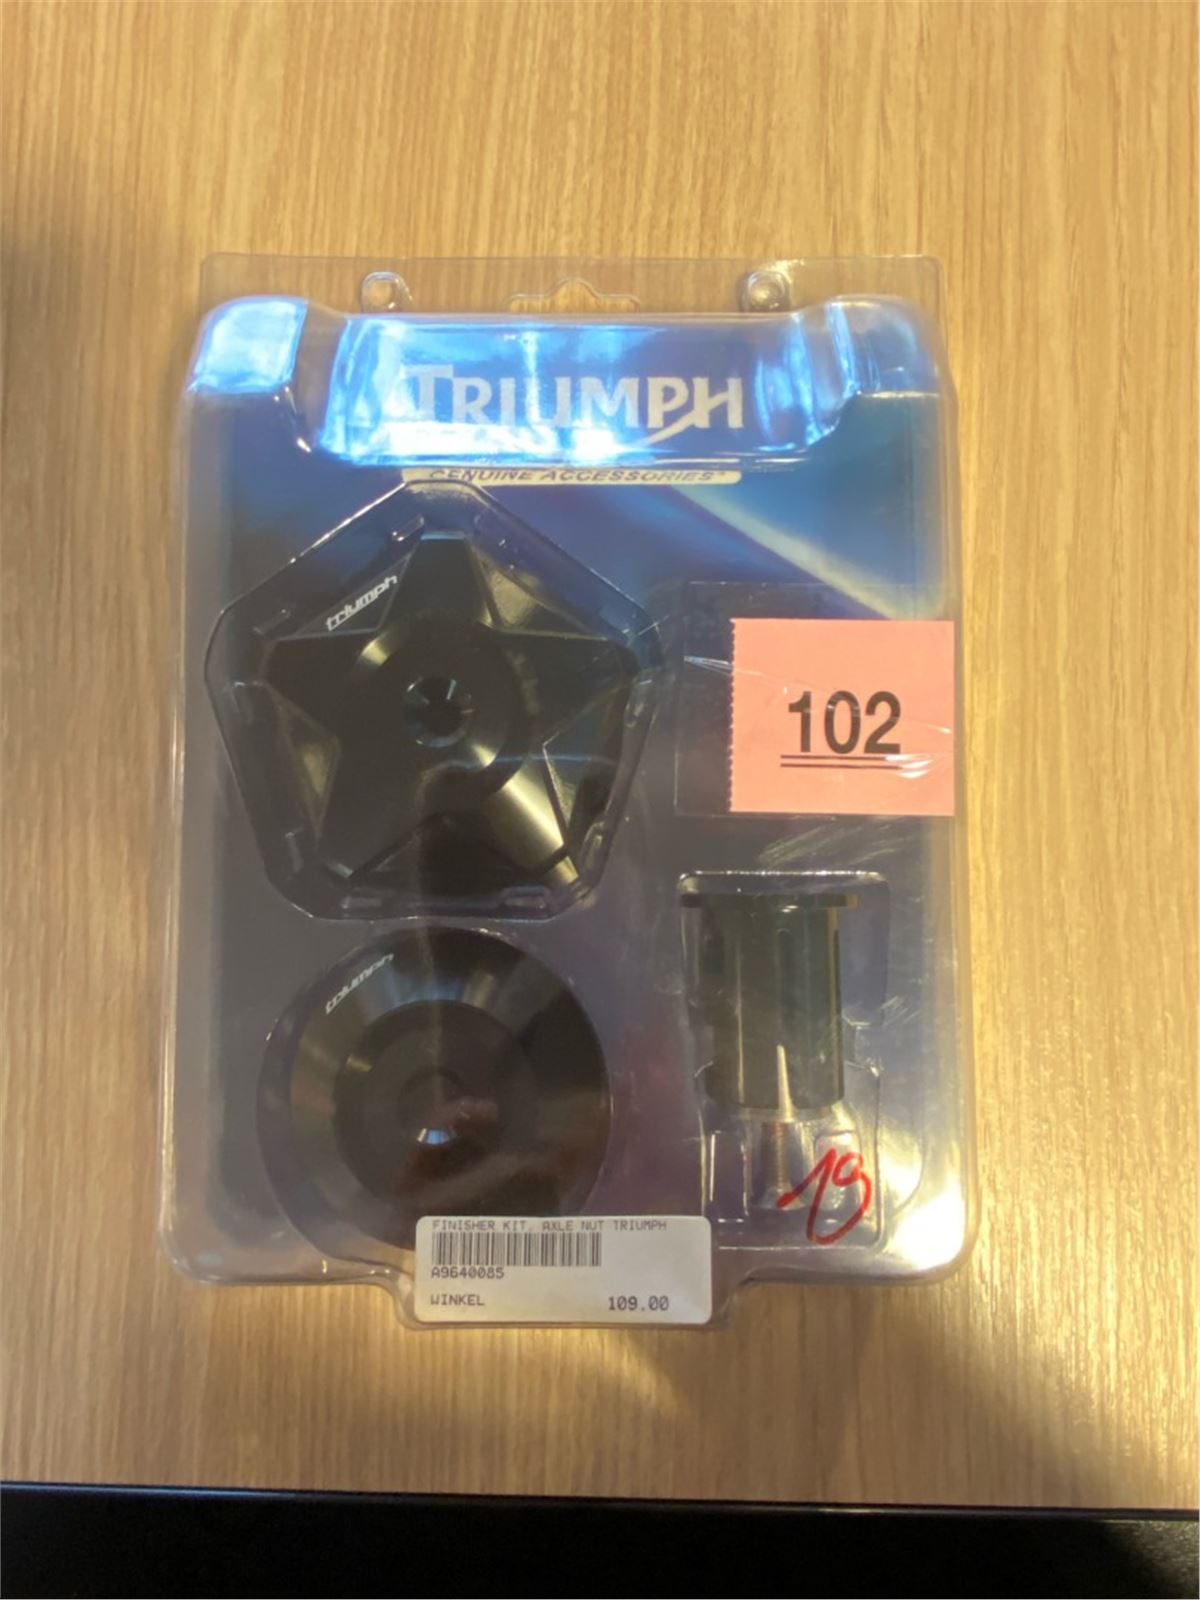 TRIUMPH
GENUINE ACCESSORIES
triumph
102
triumph
19
FINISHER KIT, AXLE NUT TRIUMPH
A9640085
WINKEL 109.00